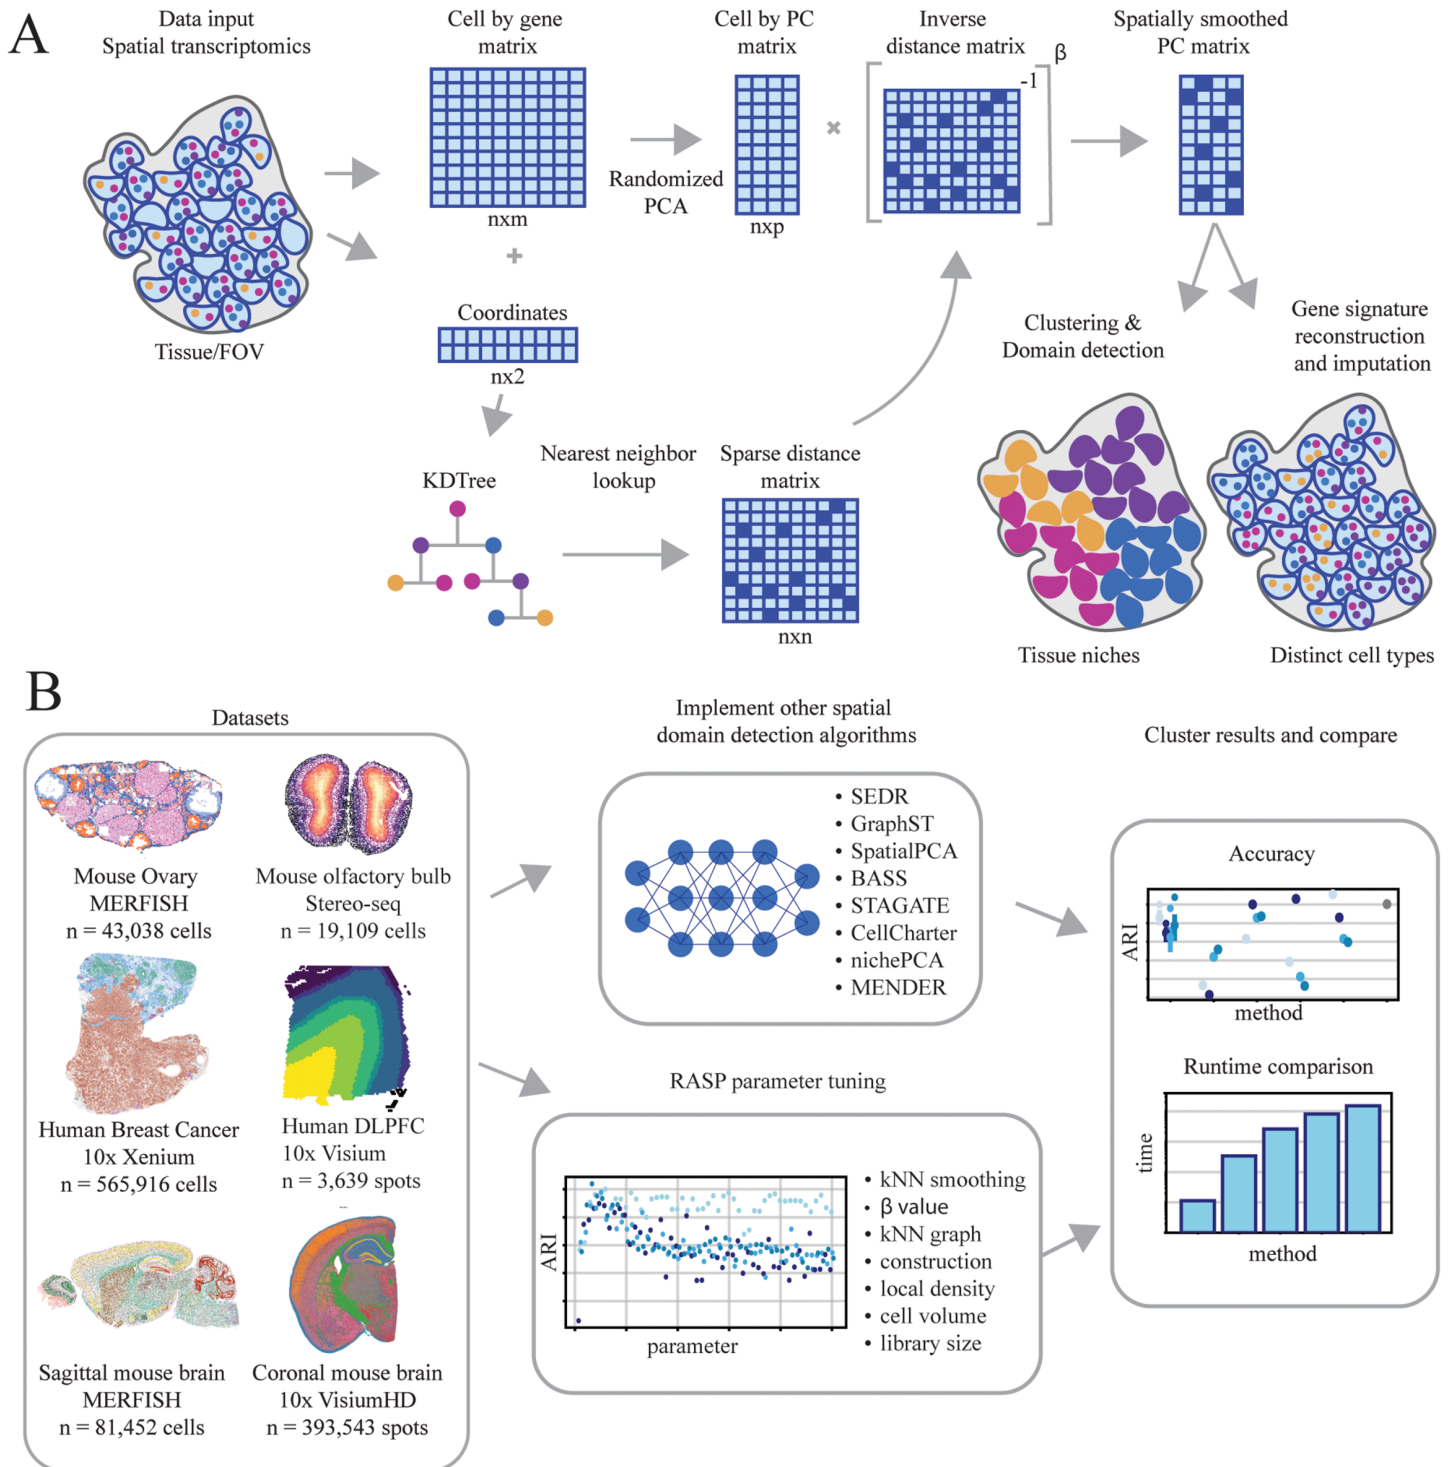 A
Data input
Spatial transcriptomics
Tissue/FOV
Cell by gene
matrix
nxm
+
Coordinates
nx2
Randomized
PCA
Cell by PC
matrix
nxp
×
Inverse
distance matrix
-1
β
Spatially smoothed
PC matrix
KDTree
Nearest neighbor
lookup
Sparse distance
matrix
nxn
Clustering &
Domain detection
Tissue niches
Gene signature
reconstruction
and imputation
Distinct cell types
B
Datasets
Mouse Ovary
MERFISH
n = 43,038 cells
Mouse olfactory bulb
Stereo-seq
n = 19,109 cells
Human Breast Cancer
10x Xenium
n = 565,916 cells
Human DLPFC
10x Visium
n = 3,639 spots
Sagittal mouse brain
MERFISH
n = 81,452 cells
Coronal mouse brain
10x VisiumHD
n = 393,543 spots
Implement other spatial
domain detection algorithms
• SEDR
• GraphST
• SpatialPCA
• BASS
• STAGATE
• CellCharter
• nichePCA
• MENDER
RASP parameter tuning
ARI
parameter
• kNN smoothing
• β value
• kNN graph
• construction
• local density
• cell volume
• library size
Cluster results and compare
Accuracy
ARI
method
Runtime comparison
time
method